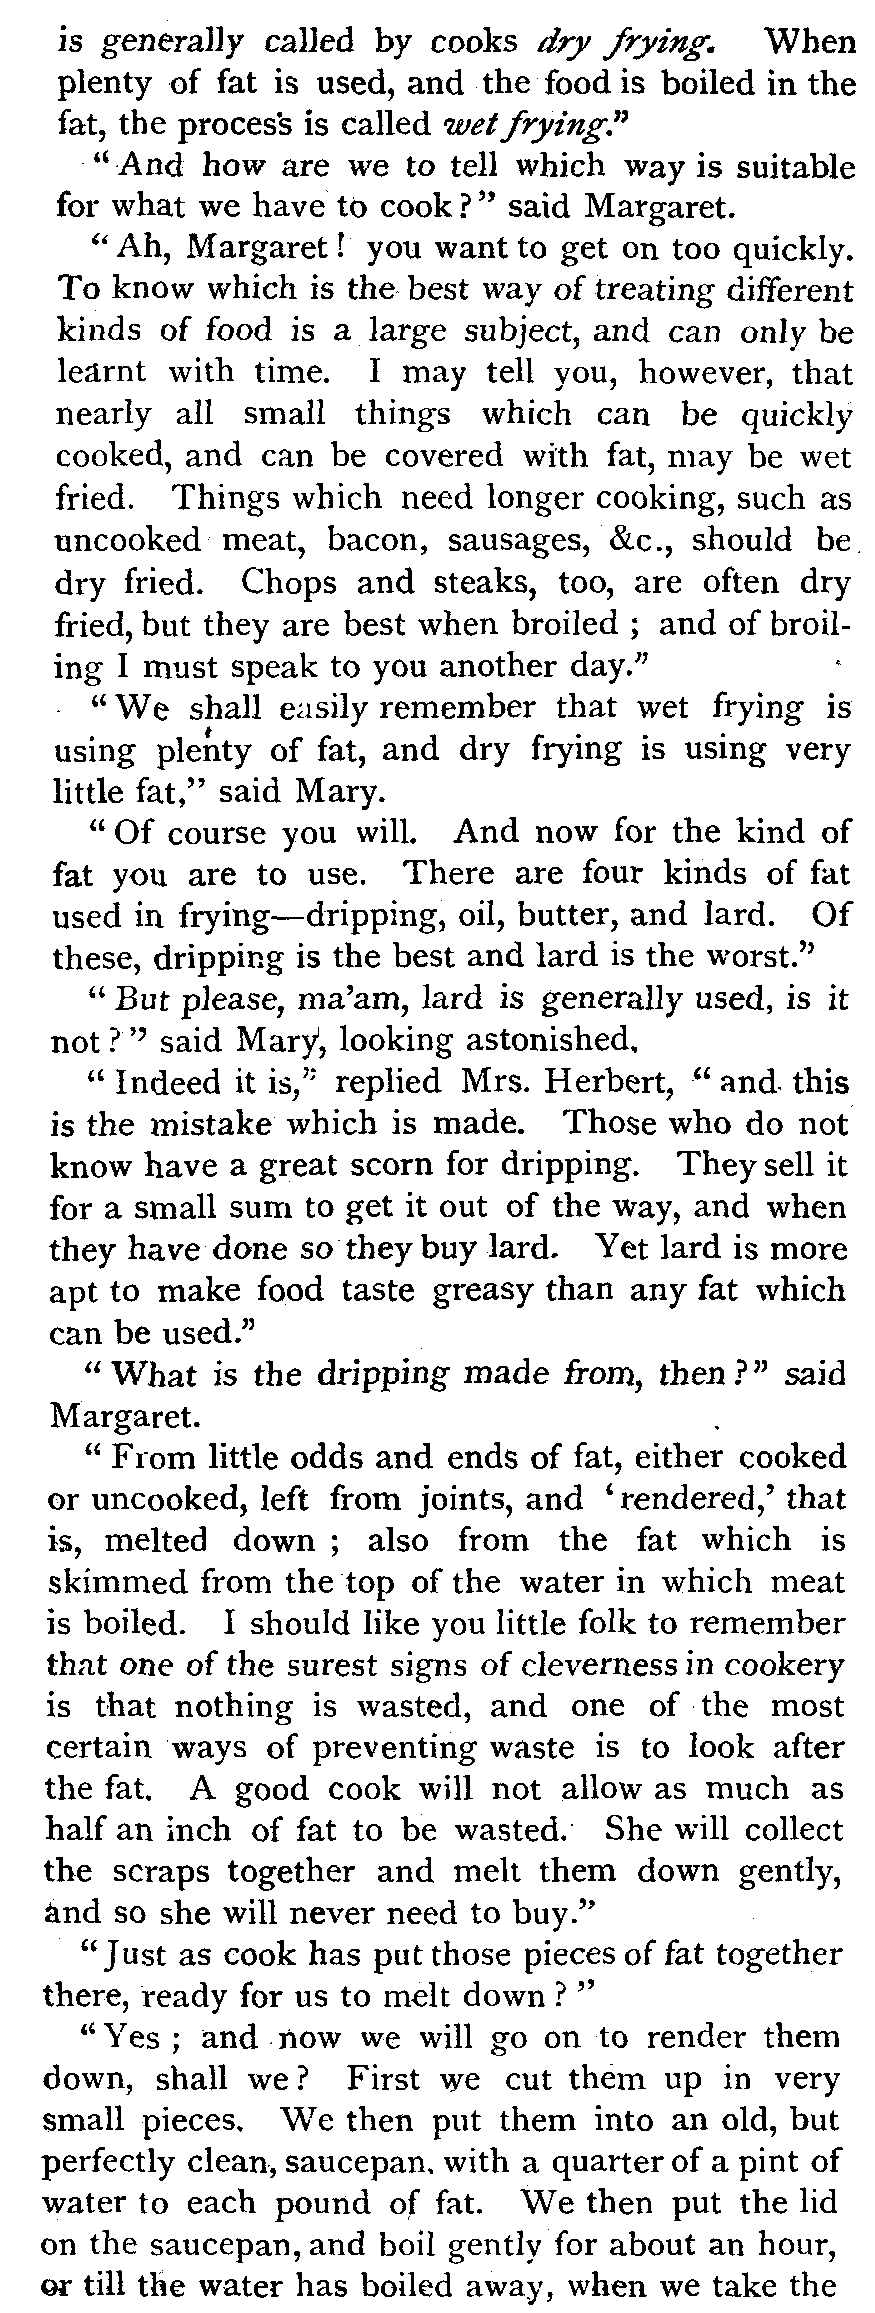 is generally called by cooks dry frying. When
plenty of fat is used, and the food is boiled in the
fat, the process is called wet frying."
"And how are we to tell which way is suitable
for what we have to cook?" said Margaret.
"Ah, Margaret! you want to get on too quickly.
To know which is the best way of treating different
kinds of food is a large subject, and can only be
learnt with time. I may tell you, however, that
nearly all small things which can be quickly
cooked, and can be covered with fat, may be wet
fried. Things which need longer cooking, such as
uncooked meat, bacon, sausages, &c., should be
dry fried. Chops and steaks, too, are often dry
fried, but they are best when broiled; and of broil-
ing I must speak to you another day."
"We shall easily remember that wet frying is
using plenty of fat, and dry frying is using very
little fat," said Mary.
"Of course you will. And now for the kind of
fat you are to use. There are four kinds of fat
used in frying—dripping, oil, butter, and lard. Of
these, dripping is the best and lard is the worst."
"But please, ma'am, lard is generally used, is it
not?" said Mary, looking astonished.
"Indeed it is," replied Mrs. Herbert, "and this
is the mistake which is made. Those who do not
know have a great scorn for dripping. They sell it
for a small sum to get it out of the way, and when
they have done so they buy lard. Yet lard is more
apt to make food taste greasy than any fat which
can be used."
"What is the dripping made from, then?" said
Margaret.
"From little odds and ends of fat, either cooked
or uncooked, left from joints, and 'rendered,' that
is, melted down; also from the fat which is
skimmed from the top of the water in which meat
is boiled. I should like you little folk to remember
that one of the surest signs of cleverness in cookery
is that nothing is wasted, and one of the most
certain ways of preventing waste is to look after
the fat. A good cook will not allow as much as
half an inch of fat to be wasted. She will collect
the scraps together and melt them down gently,
and so she will never need to buy."
"Just as cook has put those pieces of fat together
there, ready for us to melt down?"
"Yes; and now we will go on to render them
down, shall we? First we cut them up in very
small pieces. We then put them into an old, but
perfectly clean, saucepan, with a quarter of a pint of
water to each pound of fat. We then put the lid
on the saucepan, and boil gently for about an hour,
or till the water has boiled away, when we take the